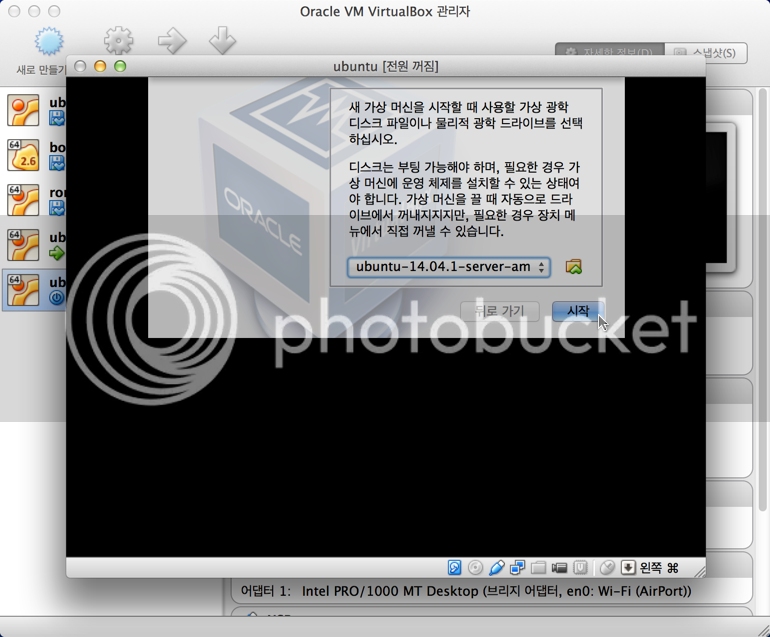 Oracle VM VirtualBox 관리자
새로 만들기
자세한 정보(D)
스냅샷(S)
ubuntu [전원 꺼짐]
ub
64
2.6
bo
64
ror
64
ub
64
ub
ORACLE
새 가상 머신을 시작할 때 사용할 가상 광학
디스크 파일이나 물리적 광학 드라이브를 선택
하십시오.
디스크는 부팅 가능해야 하며, 필요한 경우 가
상 머신에 운영 체제를 설치할 수 있는 상태여
야 합니다. 가상 머신을 끌 때 자동으로 드라
이브에서 꺼내지지만, 필요한 경우 장치 메
뉴에서 직접 꺼낼 수 있습니다.
ubuntu-14.04.1-server-am
뒤로 가기
시작
photobucket
왼쪽 ⌘
어댑터 1: Intel PRO/1000 MT Desktop (브리지 어댑터, en0: Wi-Fi (AirPort))